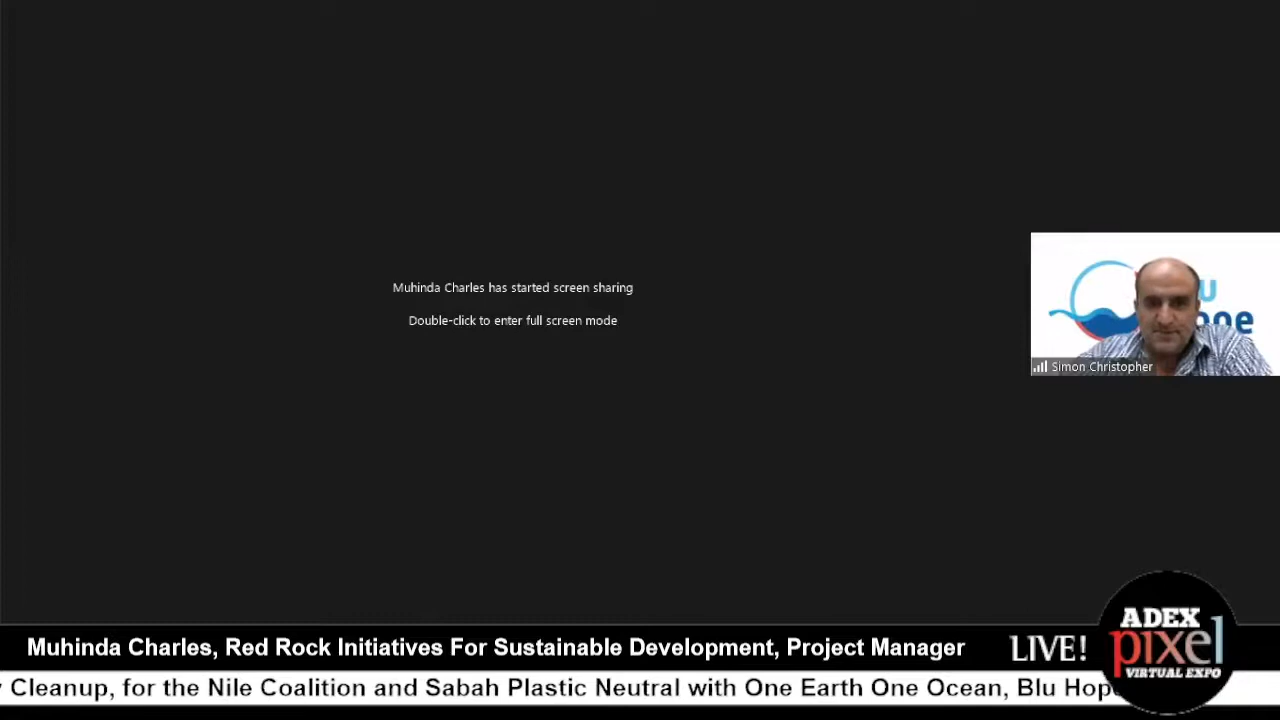 Muhinda Charles has started screen sharing
Double-click to enter full screen mode
Simon Christopher
Muhinda Charles, Red Rock Initiatives For Sustainable Development, Project Manager
LIVE!
ADEX
pixel
VIRTUAL EXPO
Cleanup, for the Nile Coalition and Sabah Plastic Neutral with One Earth One Ocean, Blu Hop